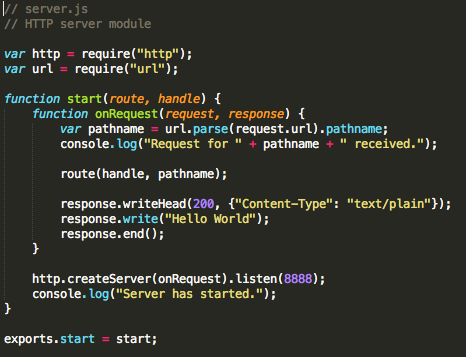 // server.js
// HTTP server module

var http = require("http");
var url = require("url");

function start(route, handle) {
    function onRequest(request, response) {
        var pathname = url.parse(request.url).pathname;
        console.log("Request for " + pathname + " received.");

        route(handle, pathname);

        response.writeHead(200, {"Content-Type": "text/plain"});
        response.write("Hello World");
        response.end();
    }

    http.createServer(onRequest).listen(8888);
    console.log("Server has started.");
}

exports.start = start;